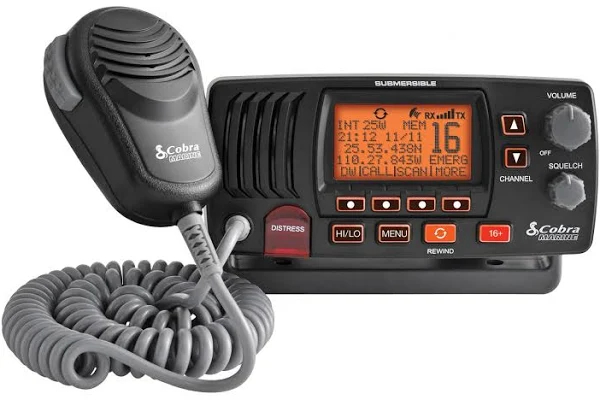 SUBMERSIBLE
VOLUME
RX TX
INT 25W MEM 16
21:12 11/11
25.53.438N
110.27.843W EMERG
DW|CALL|SCAN|MORE
CHANNEL
OFF
SQUELCH
Cobra
MARINE
DISTRESS
HI/LO
MENU
16+
REWIND
Cobra
MARINE